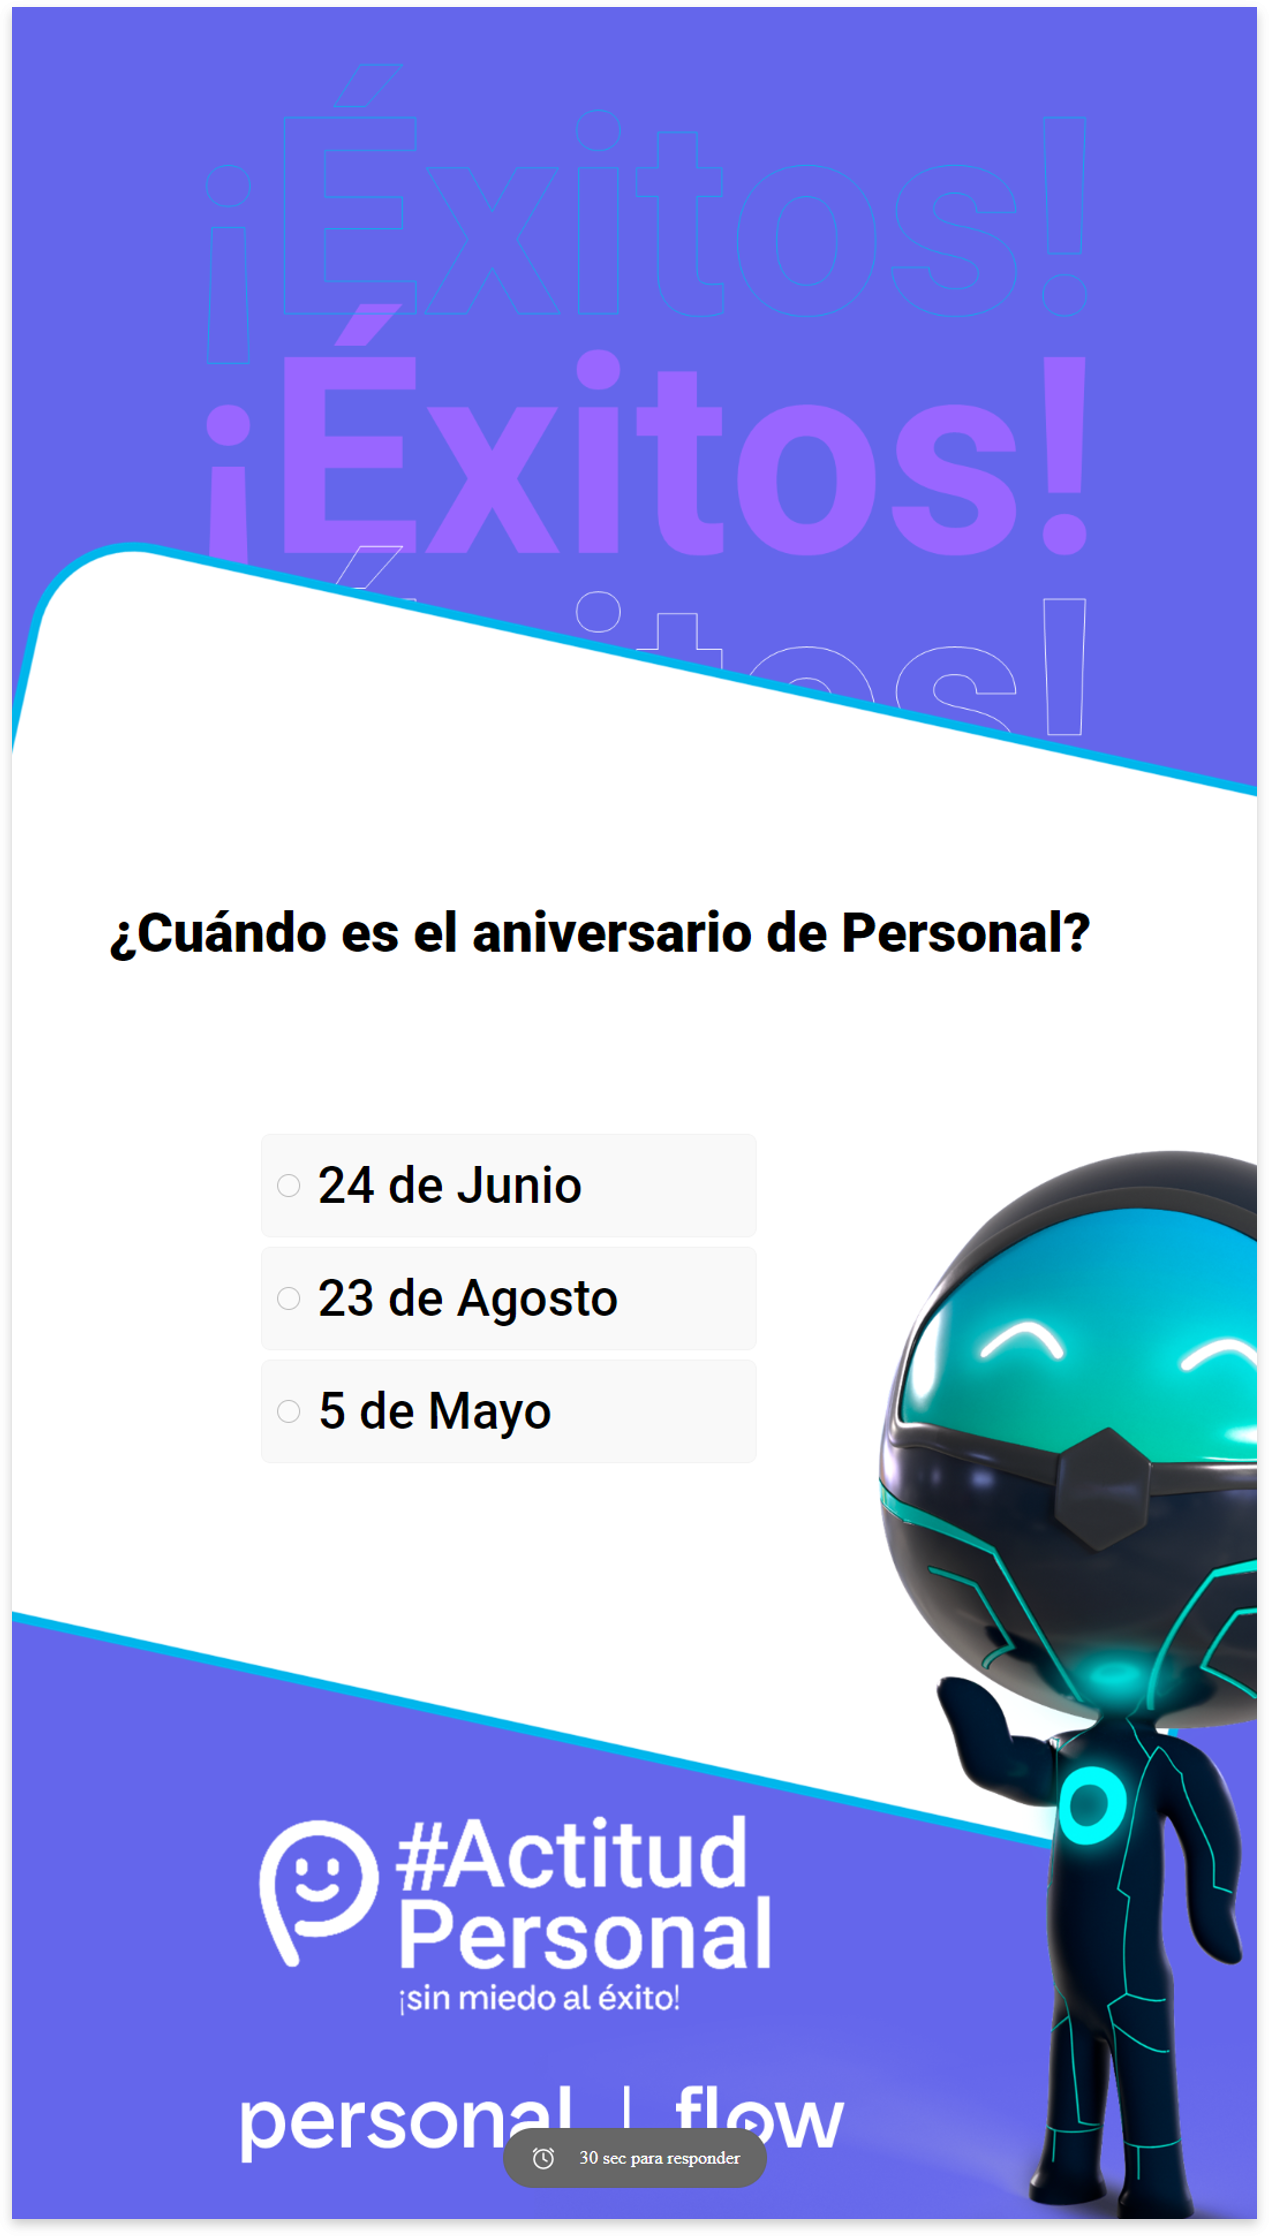 ¡Éxitos!
¡Éxitos!
¡Éxitos!
¿Cuándo es el aniversario de Personal?
24 de Junio
23 de Agosto
5 de Mayo
#Actitud
Personal
¡sin miedo al éxito!
personal | flow
30 sec para responder